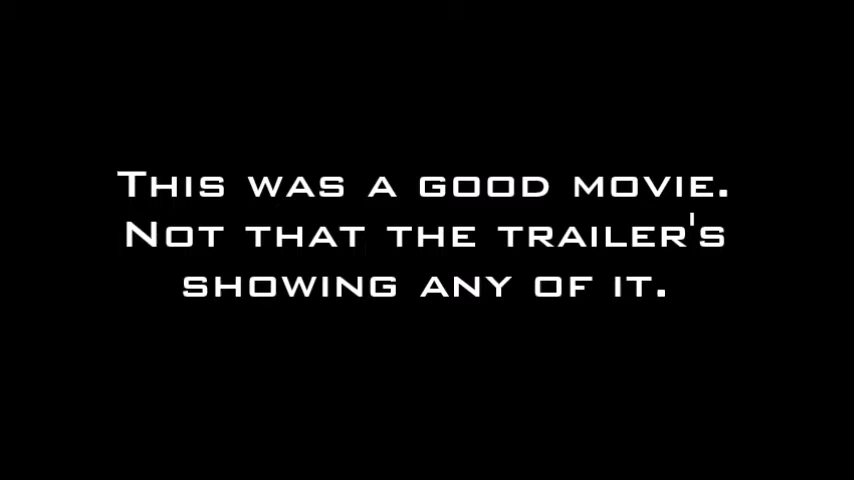 This was a good movie.
Not that the trailer's
showing any of it.